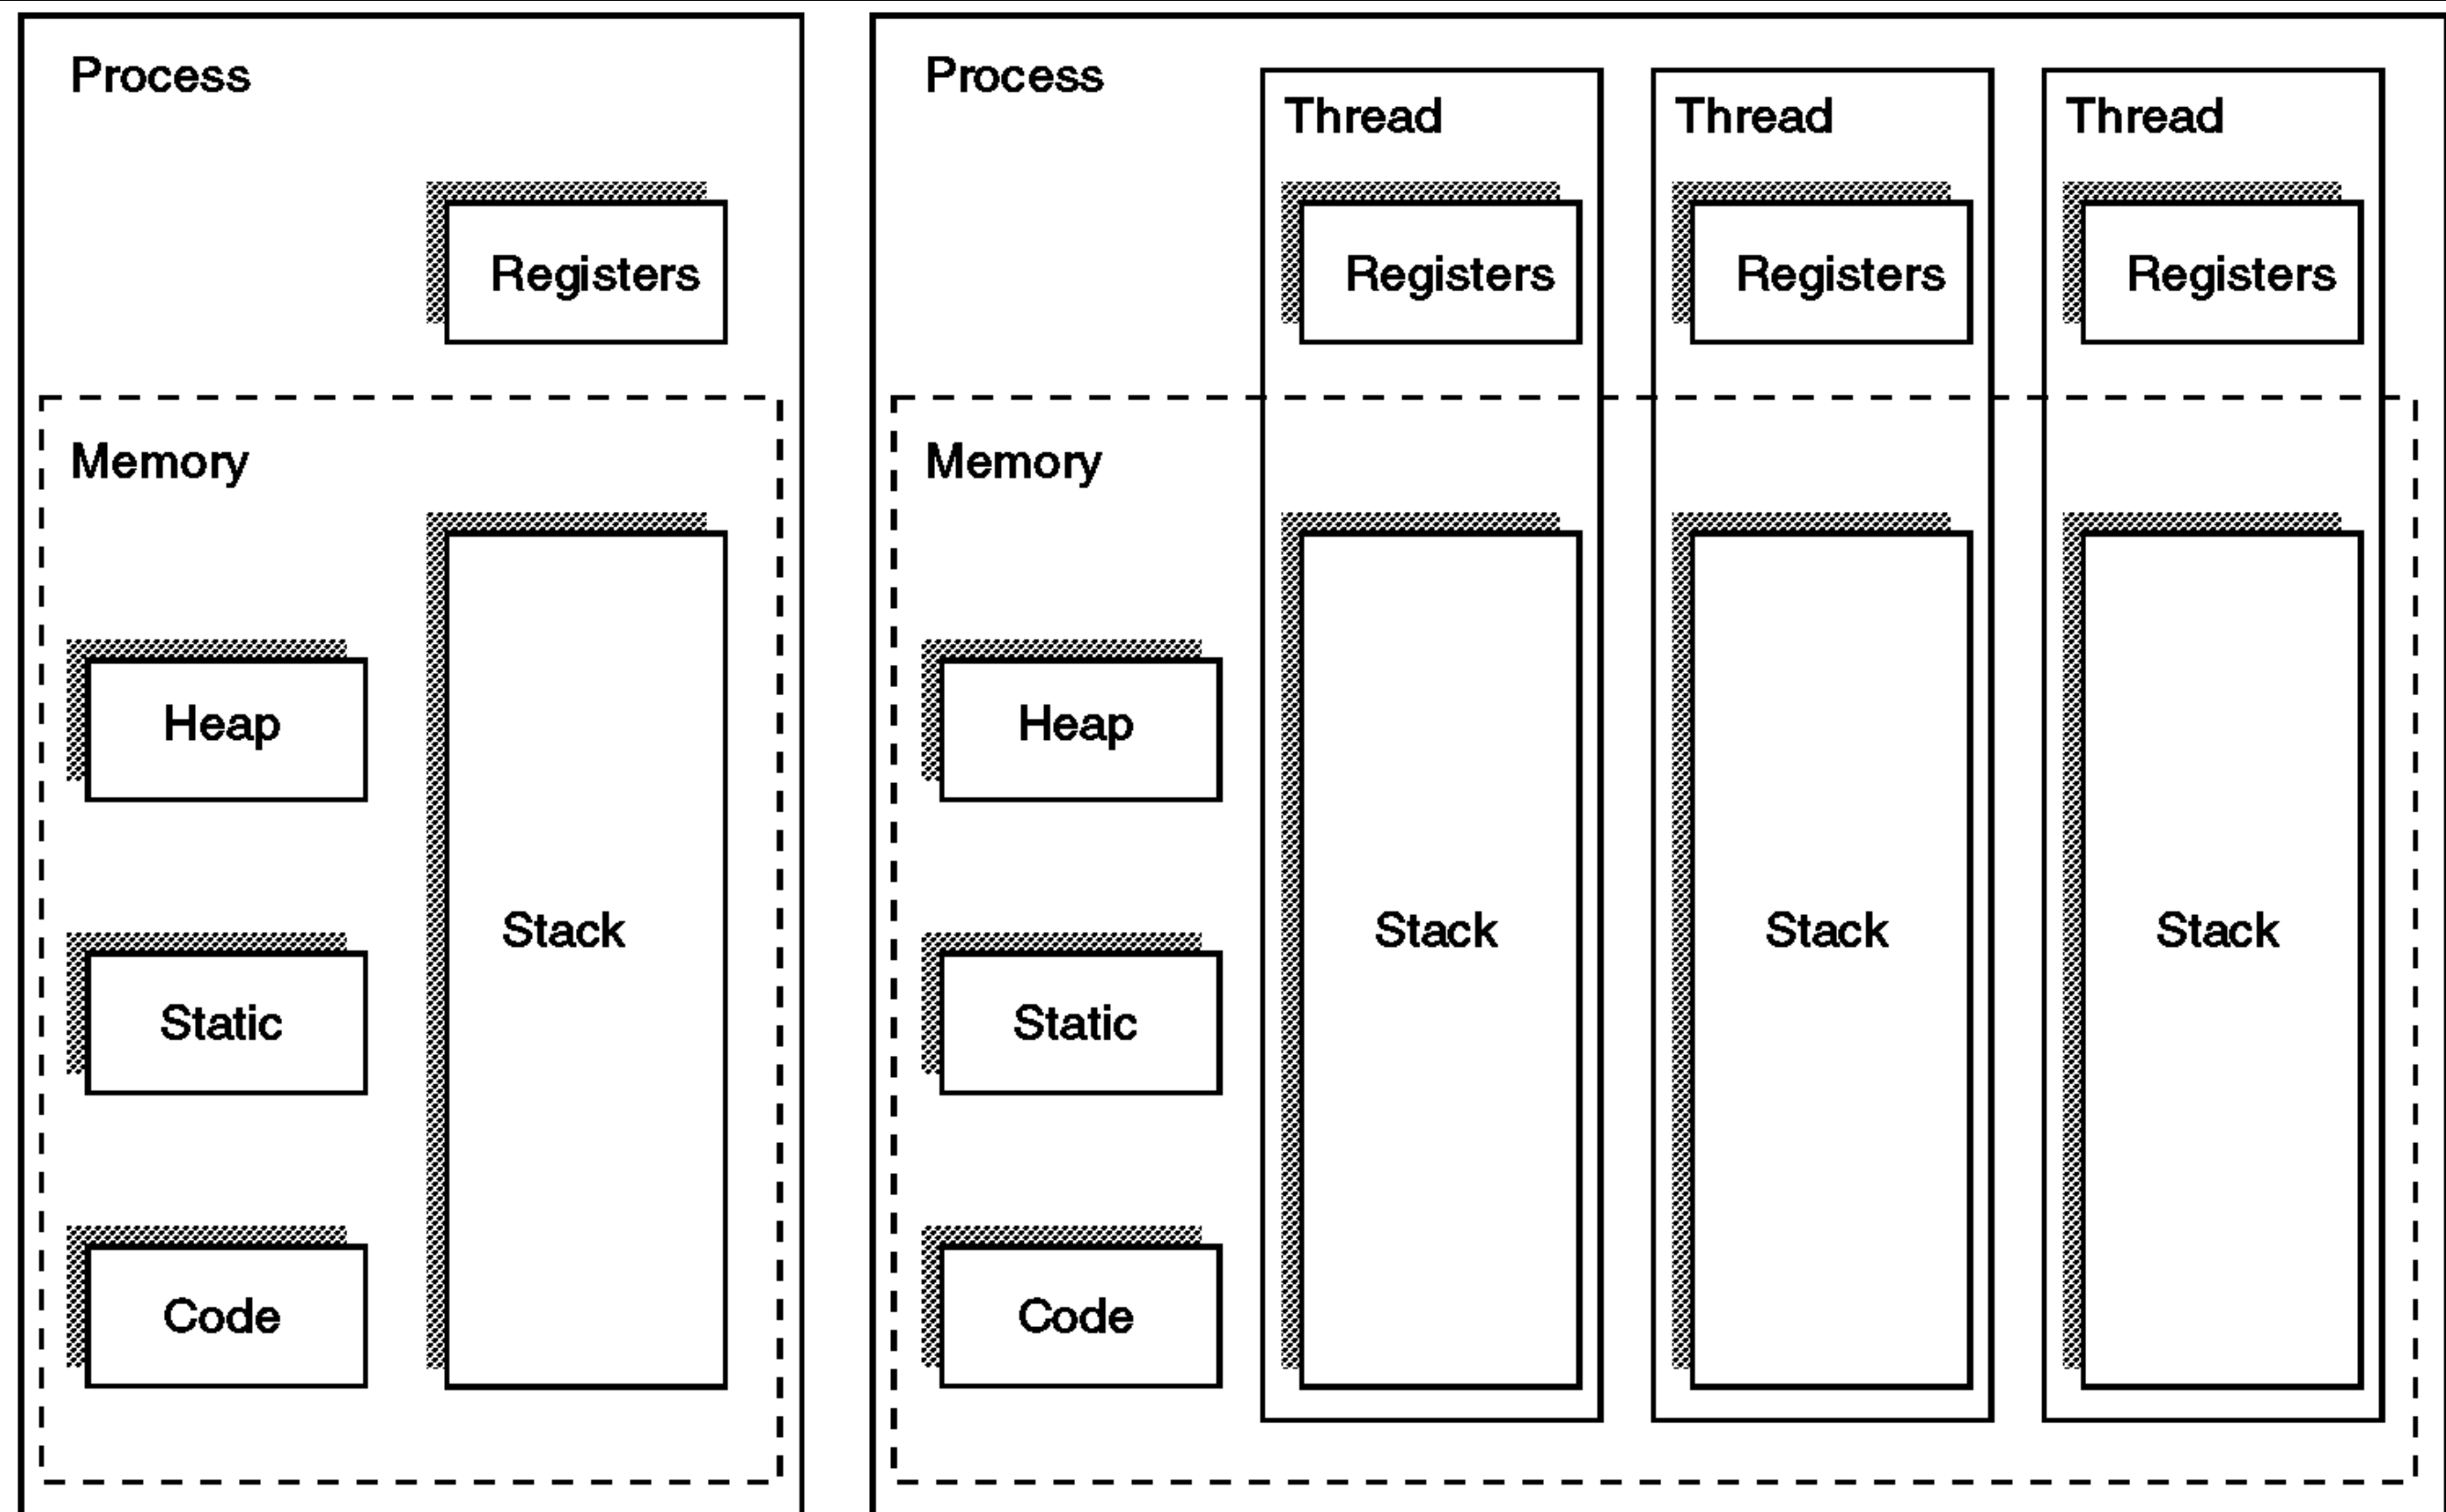 Process
Registers
Memory
Heap
Stack
Static
Code
Process
Thread
Thread
Thread
Registers
Registers
Registers
Memory
Heap
Stack
Stack
Stack
Static
Code